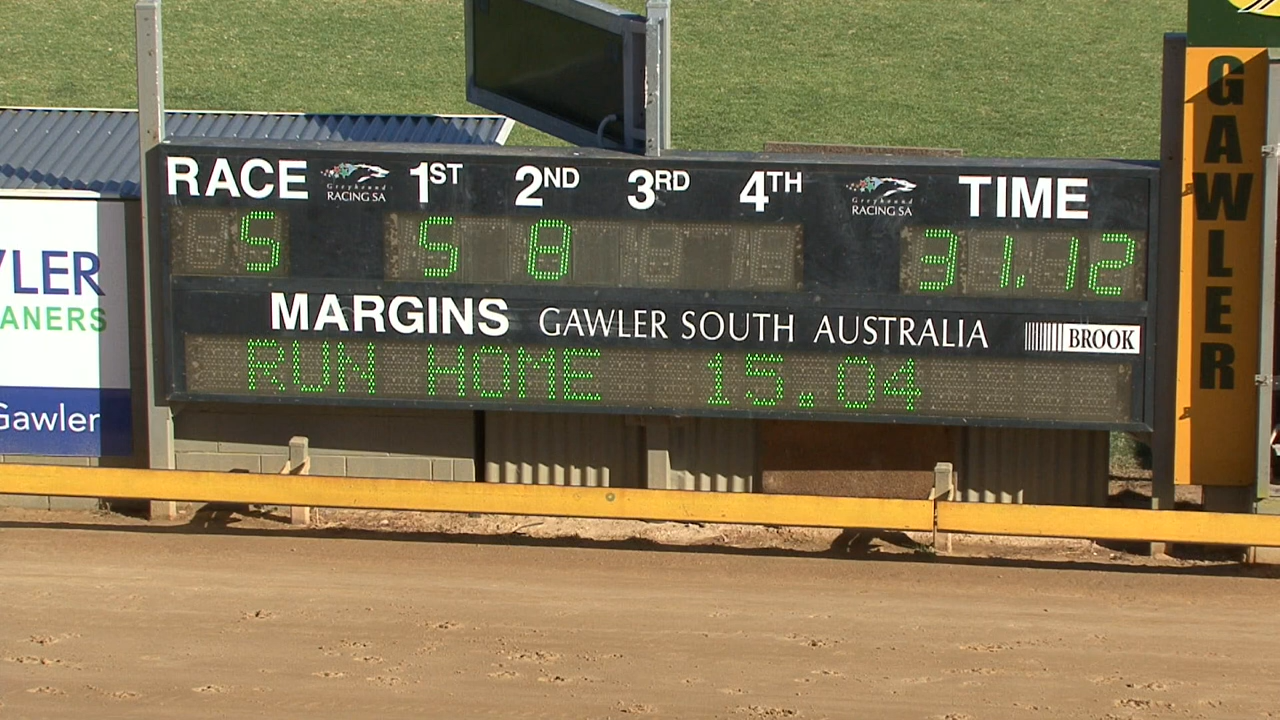 GAWLER
RACE
Greyhound
RACING SA
1ST
2ND
3RD
4TH
Greyhound
RACING SA
TIME
5
5
8
31.12
MARGINS
GAWLER SOUTH AUSTRALIA
BROOK
RUN HOME 15.04
LER
ANERS
Gawler